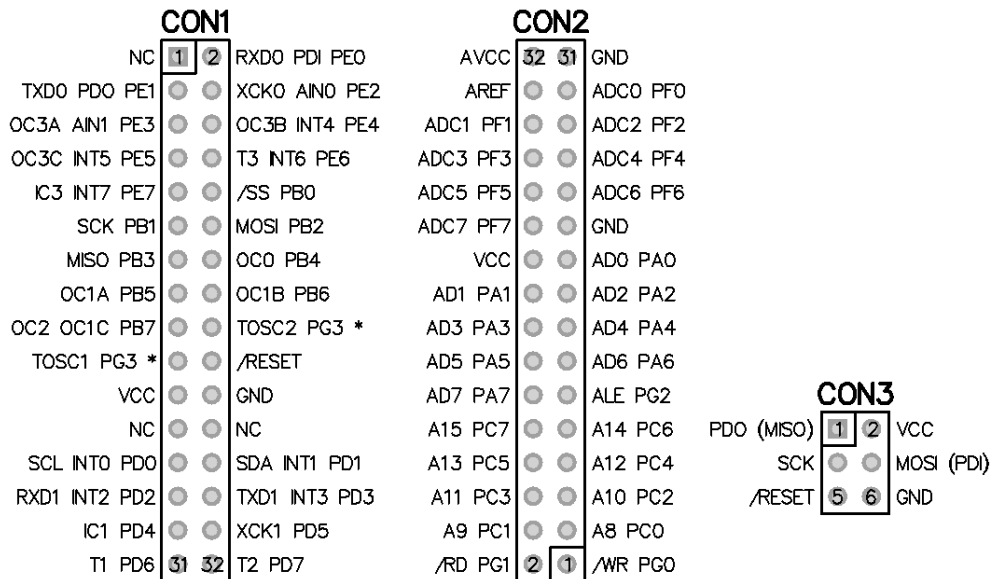 CON1 CON2
NC 1 2 RXD0 PDI PE0 AVCC 32 31 GND
TXD0 PDO PE1 XCK0 AIN0 PE2 AREF ADC0 PF0
OC3A AIN1 PE3 OC3B INT4 PE4 ADC1 PF1 ADC2 PF2
OC3C INT5 PE5 T3 INT6 PE6 ADC3 PF3 ADC4 PF4
IC3 INT7 PE7 /SS PB0 ADC5 PF5 ADC6 PF6
SCK PB1 MOSI PB2 ADC7 PF7 GND
MISO PB3 OC0 PB4 VCC AD0 PA0
OC1A PB5 OC1B PB6 AD1 PA1 AD2 PA2
OC2 OC1C PB7 TOSC2 PG3 * AD3 PA3 AD4 PA4
TOSC1 PG3 * /RESET AD5 PA5 AD6 PA6
VCC GND AD7 PA7 ALE PG2 CON3
NC NC A15 PC7 A14 PC6 PDO (MISO) 1 2 VCC
SCL INT0 PD0 SDA INT1 PD1 A13 PC5 A12 PC4 SCK MOSI (PDI)
RXD1 INT2 PD2 TXD1 INT3 PD3 A11 PC3 A10 PC2 /RESET 5 6 GND
IC1 PD4 XCK1 PD5 A9 PC1 A8 PC0
T1 PD6 31 32 T2 PD7 /RD PG1 2 1 /WR PG0